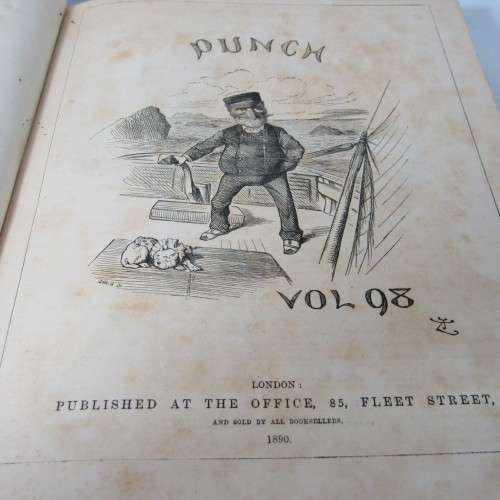 PUNCH
VOL 98
LONDON:
PUBLISHED AT THE OFFICE, 85, FLEET STREET,
AND SOLD BY ALL BOOKSELLERS.
1890.